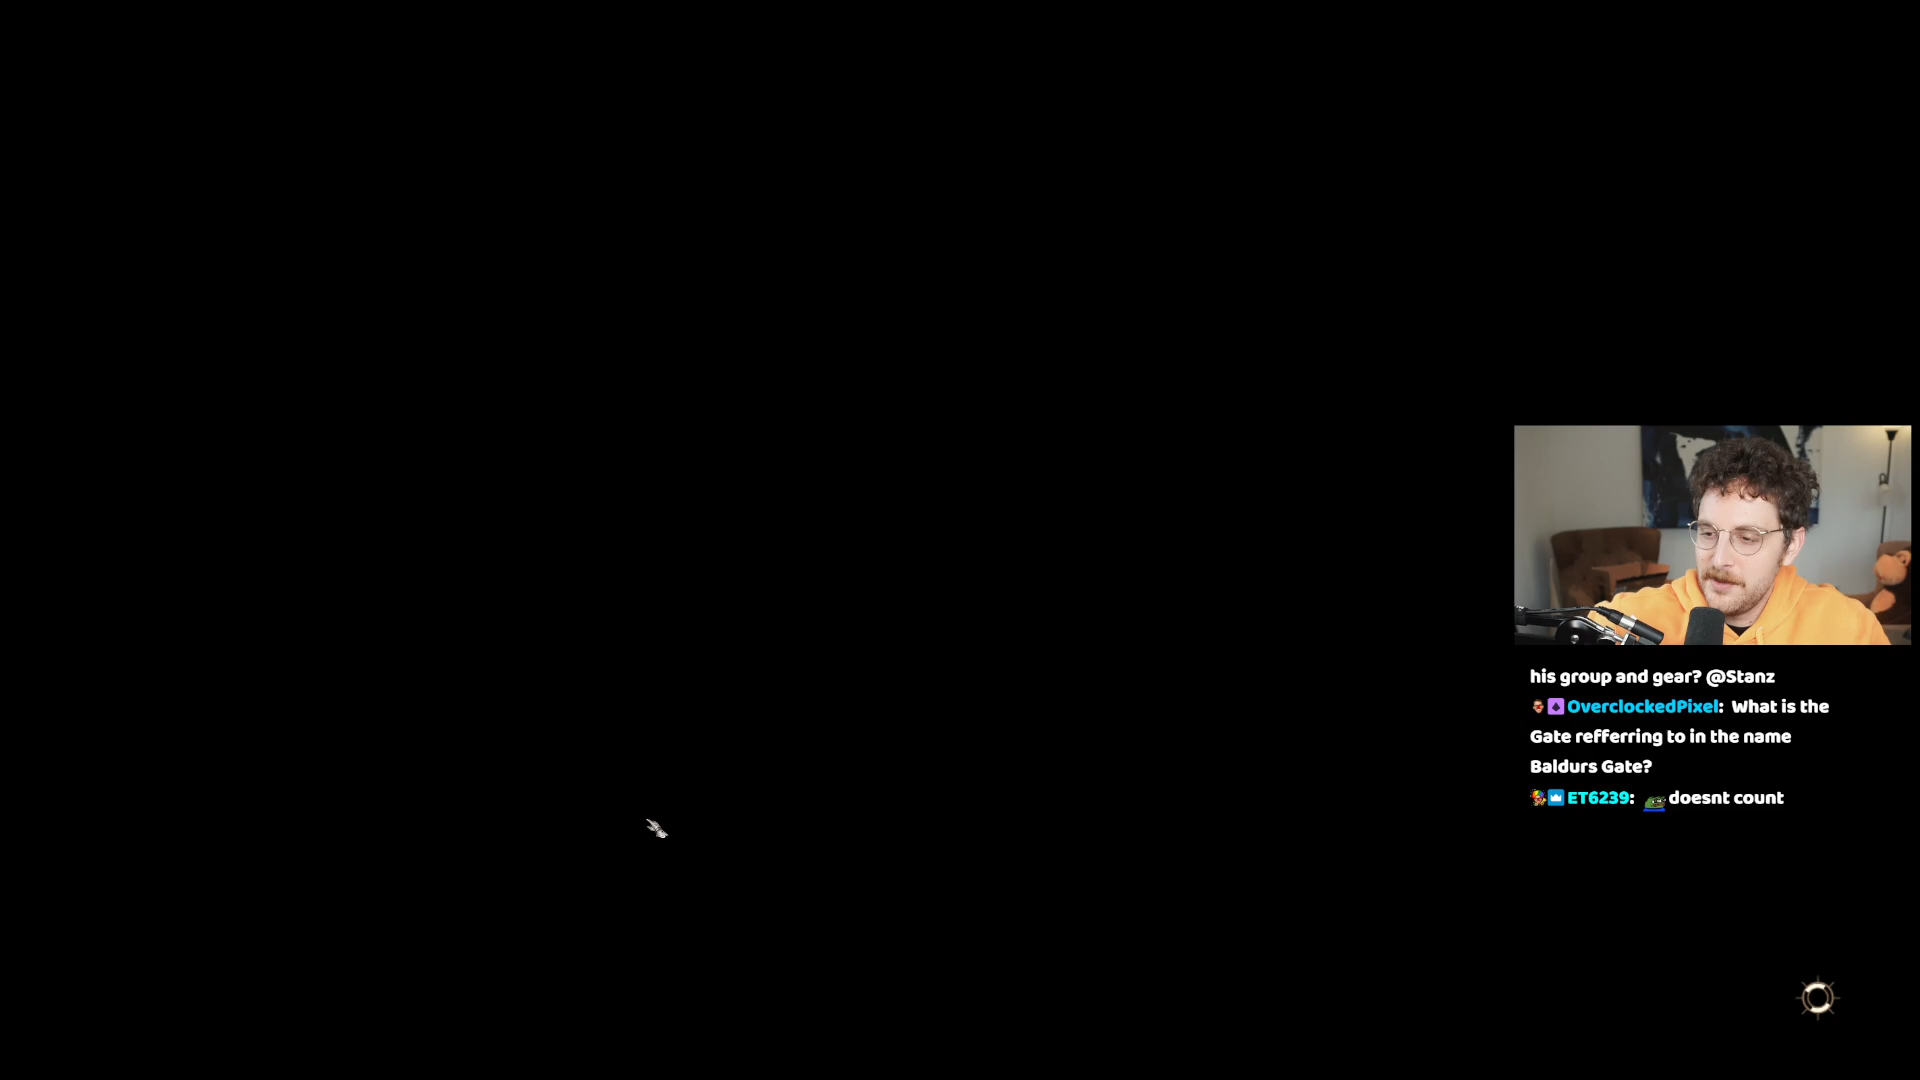 his group and gear? @Stanz
OverclockedPixel: What is the
Gate refferring to in the name
Baldurs Gate?
ET6239: doesnt count